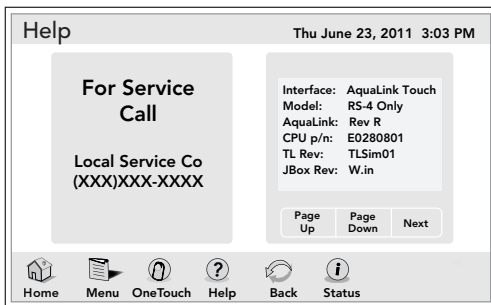 Help
Thu June 23, 2011 3:03 PM
For Service
Call
Local Service Co
(XXX)XXX-XXXX
Interface: AquaLink Touch
Model: RS-4 Only
AquaLink: Rev R
CPU p/n: E0280801
TL Rev: TLSim01
JBox Rev: W.in
Page Up
Page Down
Next
Home
Menu
OneTouch
Help
Back
Status